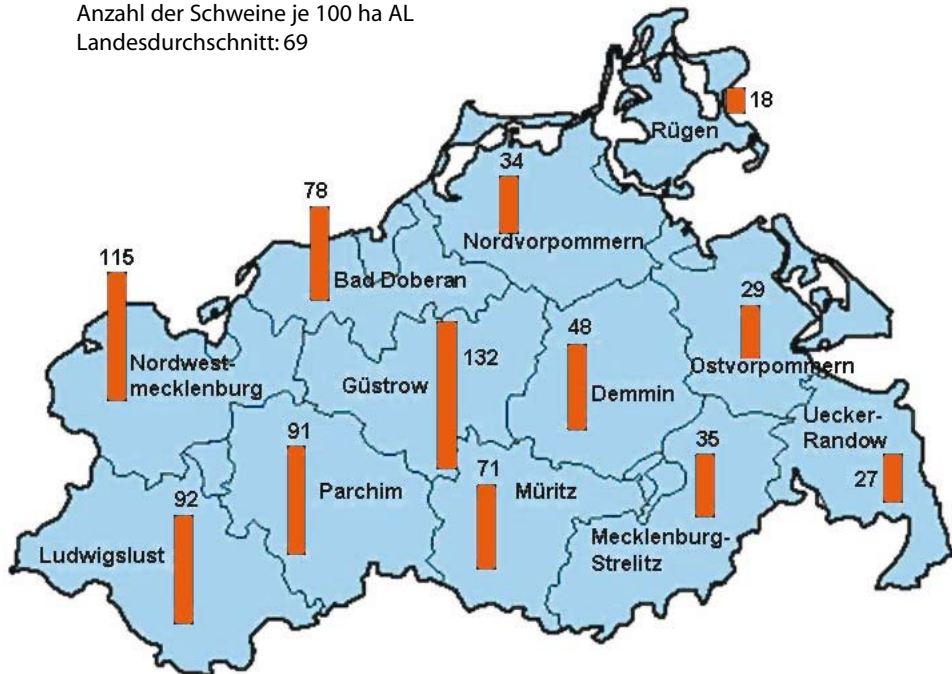 Anzahl der Schweine je 100 ha AL
Landesdurchschnitt: 69
18
Rügen
34
Nordvorpommern
78
Bad Doberan
115
Nordwest-
mecklenburg
132
Güstrow
48
Demmin
29
Ostvorpommern
Uecker-
Randow
27
91
Parchim
71
Müritz
35
Mecklenburg-
Strelitz
92
Ludwigslust